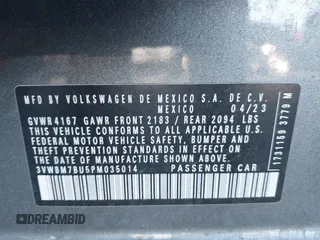 MFD BY VOLKSWAGEN DE MEXICO S.A. DE C.V.
MEXICO 04/23
GVWR 4167 GAWR FRONT 2183 / REAR 2094 LBS
THIS VEHICLE CONFORMS TO ALL APPLICABLE U.S.
FEDERAL MOTOR VEHICLE SAFETY, BUMPER AND
THEFT PREVENTION STANDARDS IN EFFECT ON THE
DATE OF MANUFACTURE SHOWN ABOVE.
3VWBM7BU5PM035014 PASSENGER CAR
1731189 3779 M